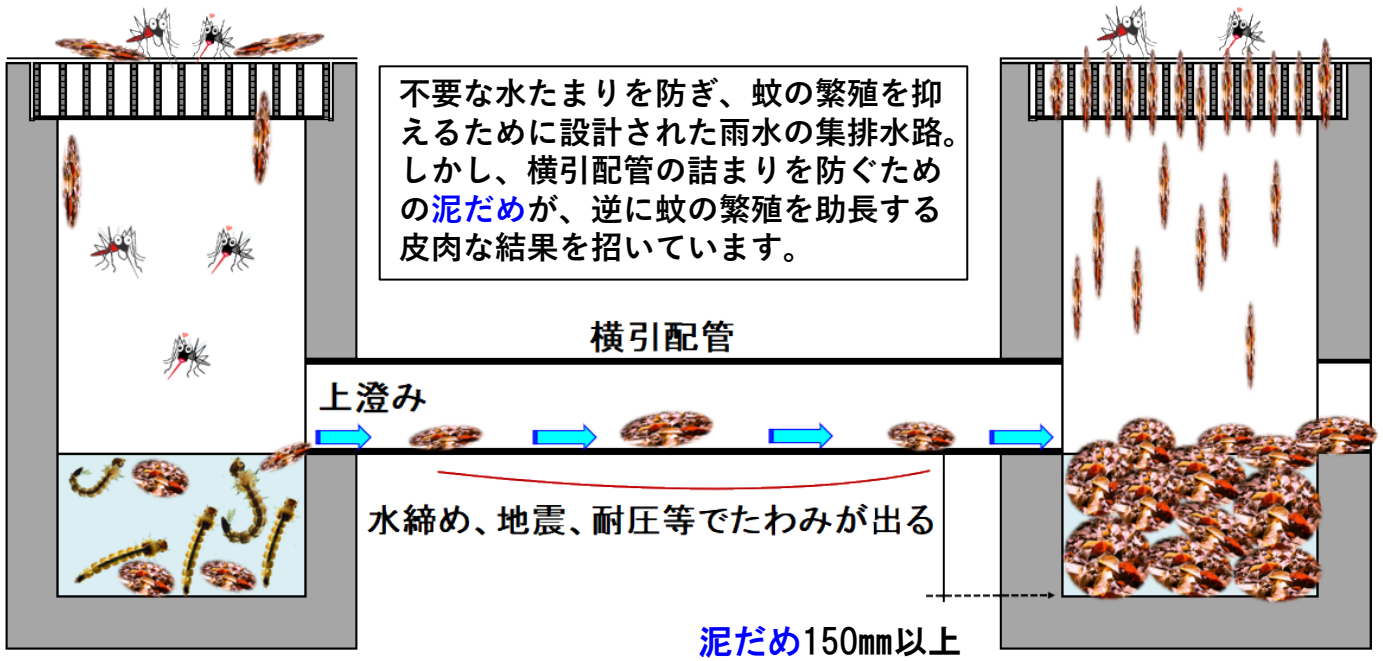 不要な水たまりを防ぎ、蚊の繁殖を抑
えるために設計された雨水の集排水路。
しかし、横引配管の詰まりを防ぐため
の泥だめが、逆に蚊の繁殖を助長する
皮肉な結果を招いています。
横引配管
上澄み
水締め、地震、耐圧等でたわみが出る
泥だめ150㎜以上